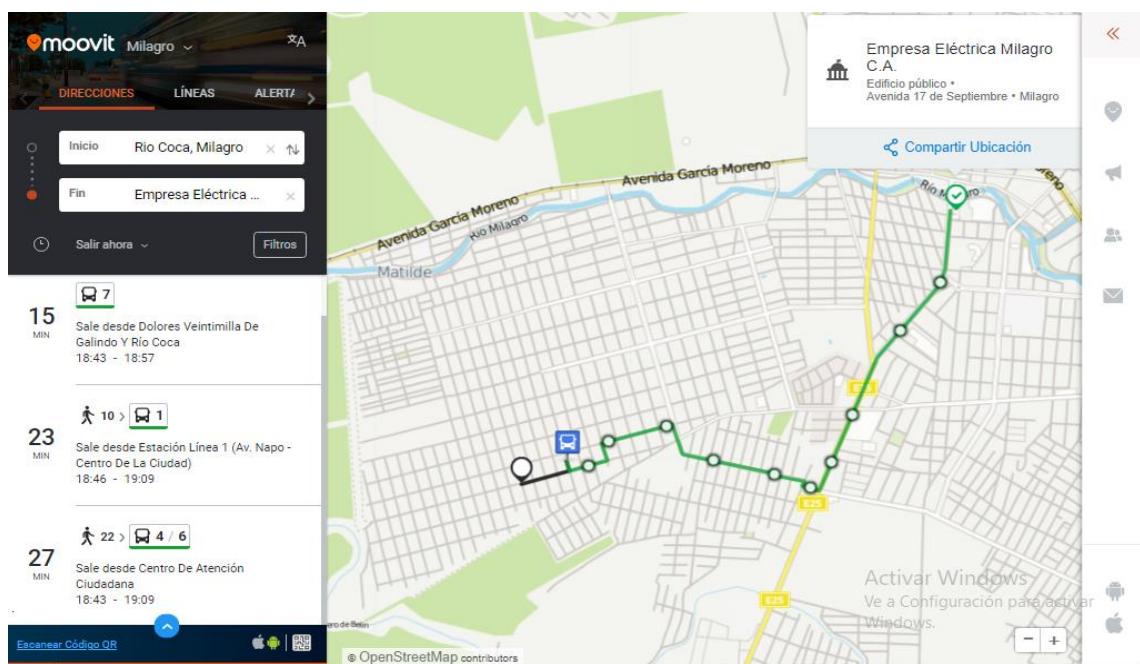 moovit Milagro
DIRECCIONES LÍNEAS ALERTA
Inicio Rio Coca, Milagro
Fin Empresa Eléctrica ...
Salir ahora Filtros
7
15
MIN
Sale desde Dolores Veintimilla De
Galindo Y Río Coca
18:43 - 18:57
10 > 1
23
MIN
Sale desde Estación Línea 1 (Av. Napo -
Centro De La Ciudad)
18:46 - 19:09
22 > 4 / 6
27
MIN
Sale desde Centro De Atención
Ciudadana
18:43 - 19:09
Escanear Código QR
Empresa Eléctrica Milagro
C.A.
Edificio público •
Avenida 17 de Septiembre • Milagro
Compartir Ubicación
Avenida García Moreno
Avenida García Moreno
Río Milagro
Matilde
E25
E25
Activar Windows
Ve a Configuración para activar
Windows.
- +
© OpenStreetMap contributors